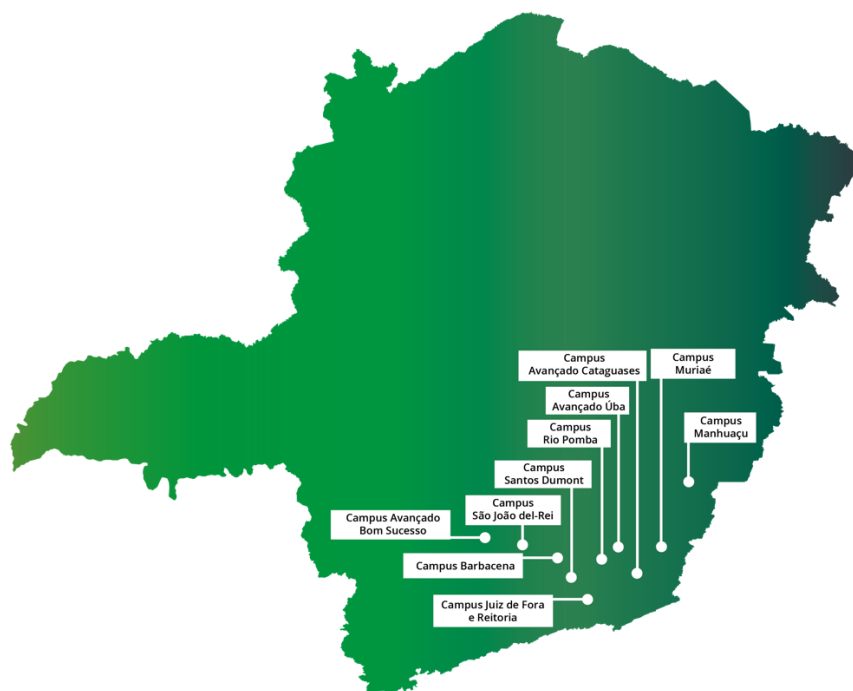 Campus
Avançado Cataguases
Campus
Muriaé
Campus
Avançado Úba
Campus
Manhuaçu
Campus
Rio Pomba
Campus
Santos Dumont
Campus
São João del-Rei
Campus Avançado
Bom Sucesso
Campus Barbacena
Campus Juiz de Fora
e Reitoria